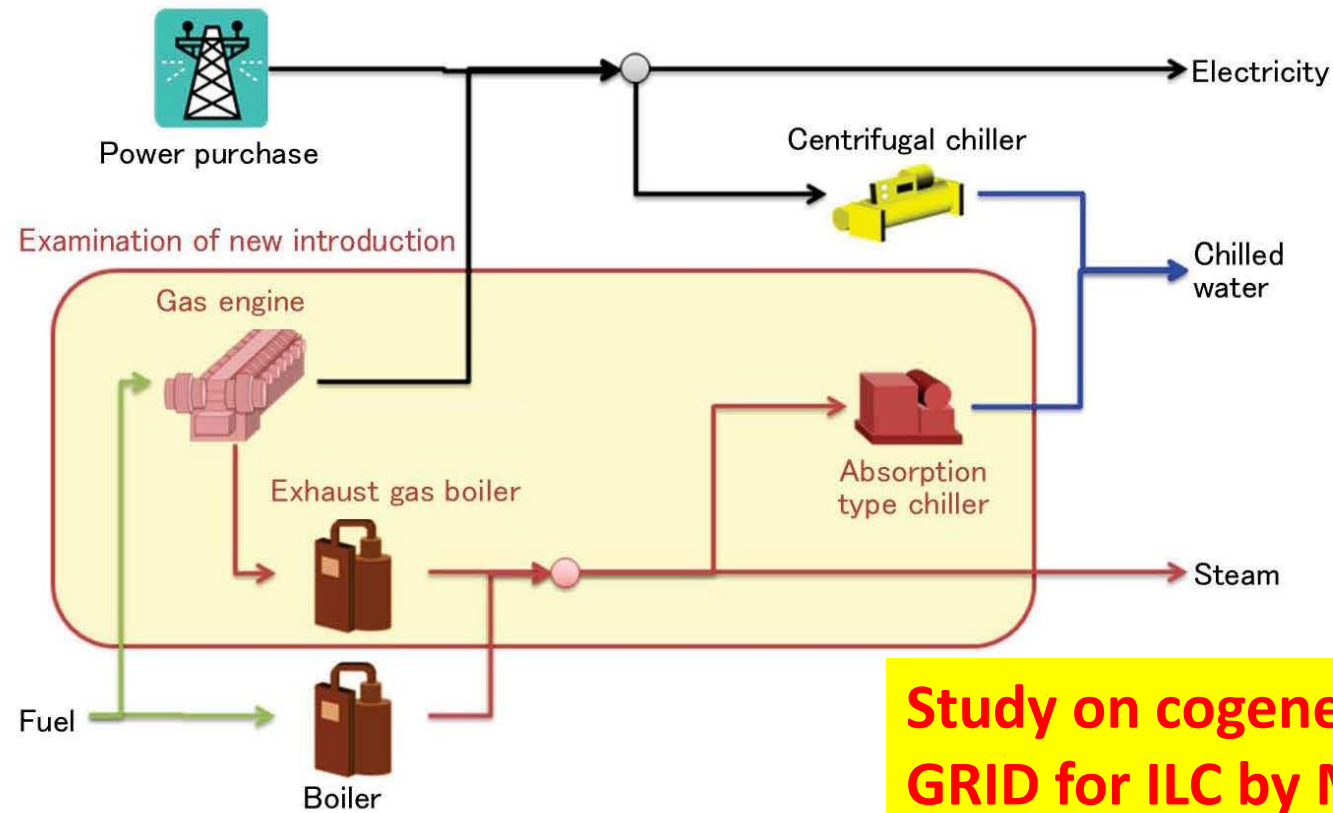 Electricity
Power purchase
Centrifugal chiller
Examination of new introduction
Chilled
water
Gas engine
Exhaust gas boiler
Absorption
type chiller
Steam
Fuel
Boiler
Study on
GRID for ILC by